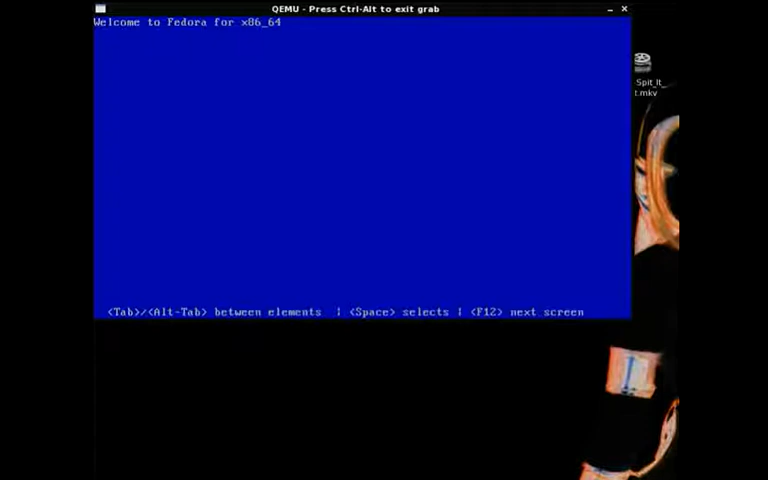 QEMU - Press Ctrl-Alt to exit grab
Welcome to Fedora for x86_64
-Spit_It_
t.mkv
<Tab>/<Alt-Tab> between elements | <Space> selects | <F12> next screen